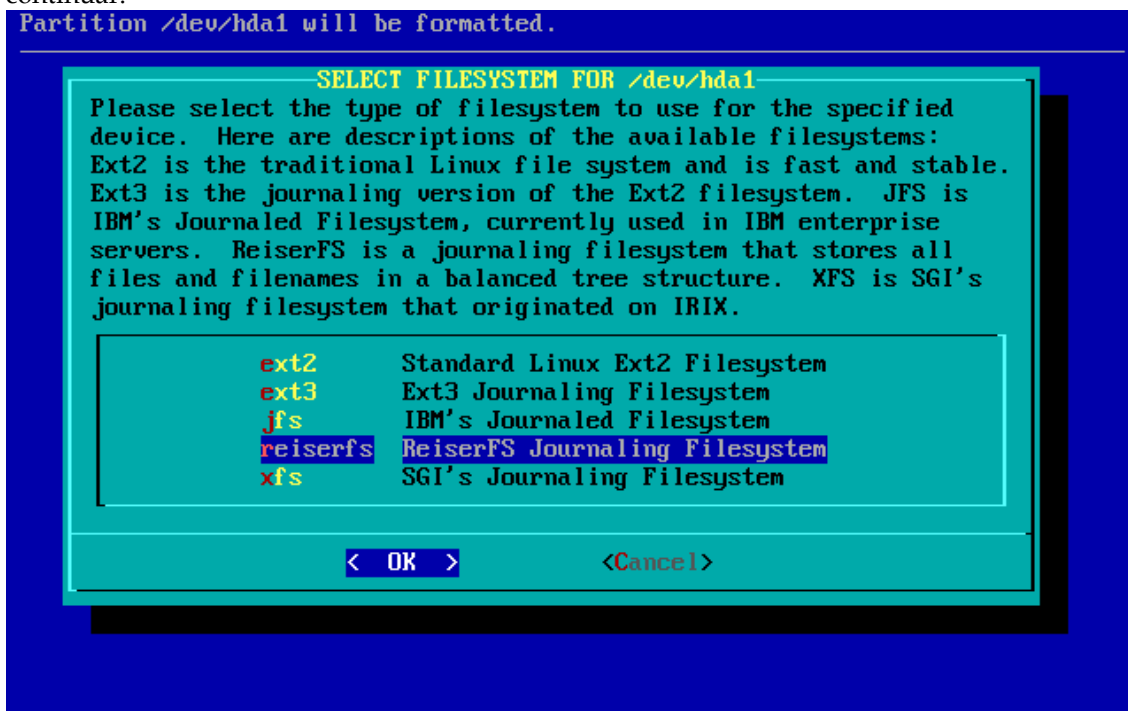 continuar.
Partition /dev/hda1 will be formatted.
SELECT FILESYSTEM FOR /dev/hda1
Please select the type of filesystem to use for the specified
device.  Here are descriptions of the available filesystems:
Ext2 is the traditional Linux file system and is fast and stable.
Ext3 is the journaling version of the Ext2 filesystem.  JFS is
IBM's Journaled Filesystem, currently used in IBM enterprise
servers.  ReiserFS is a journaling filesystem that stores all
files and filenames in a balanced tree structure.  XFS is SGI's
journaling filesystem that originated on IRIX.
ext2 Standard Linux Ext2 Filesystem
ext3 Ext3 Journaling Filesystem
jfs IBM's Journaled Filesystem
reiserfs ReiserFS Journaling Filesystem
xfs SGI's Journaling Filesystem
< OK > <Cancel>